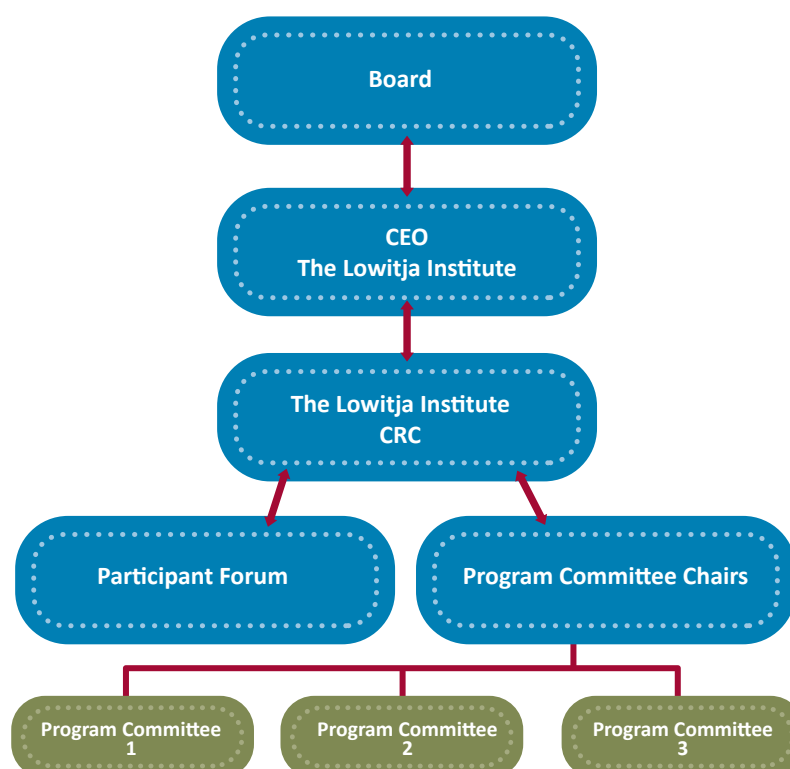 Board
CEO
The Lowitja Institute
The Lowitja Institute
CRC
Participant Forum
Program Committee Chairs
Program Committee
1
Program Committee
2
Program Committee
3